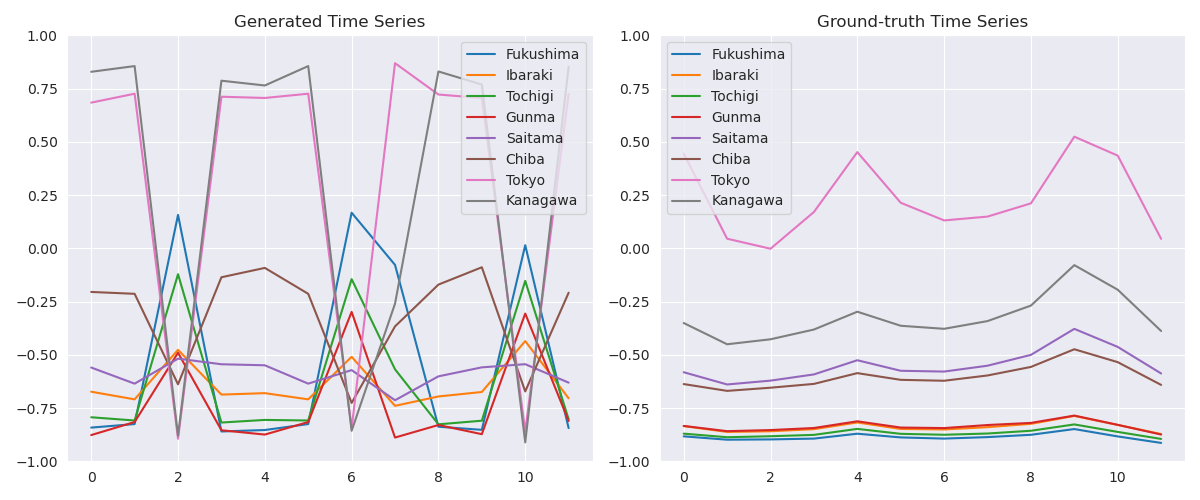 Generated Time Series
1.00
0.75
0.50
0.25
0.00
−0.25
−0.50
−0.75
−1.00
0 2 4 6 8 10
Fukushima
Ibaraki
Tochigi
Gunma
Saitama
Chiba
Tokyo
Kanagawa
Ground-truth Time Series
1.00
0.75
0.50
0.25
0.00
−0.25
−0.50
−0.75
−1.00
0 2 4 6 8 10
Fukushima
Ibaraki
Tochigi
Gunma
Saitama
Chiba
Tokyo
Kanagawa